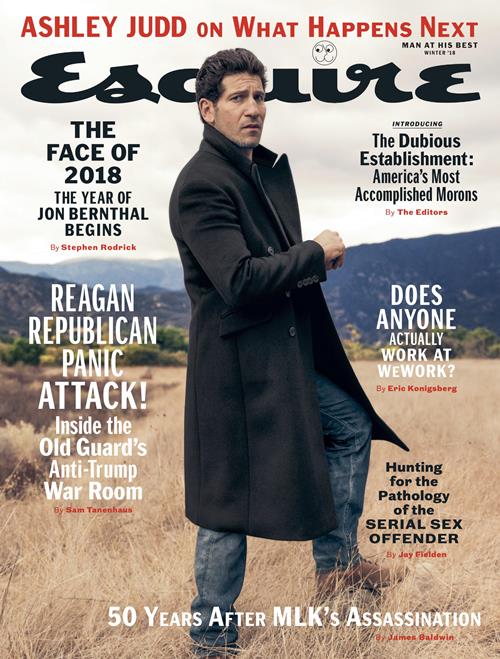 ASHLEY JUDD ON WHAT HAPPENS NEXT
MAN AT HIS BEST
WINTER '18
Esquire
THE
FACE OF
2018
THE YEAR OF
JON BERNTHAL
BEGINS
By Stephen Rodrick
INTRODUCING
The Dubious
Establishment:
America's Most
Accomplished Morons
By The Editors
REAGAN
REPUBLICAN
PANIC
ATTACK!
Inside the
Old Guard's
Anti-Trump
War Room
By Sam Tanenhaus
DOES
ANYONE
ACTUALLY
WORK AT
WEWORK?
By Eric Konigsberg
Hunting
for the
Pathology
of the
SERIAL SEX
OFFENDER
By Jay Fielden
50 YEARS AFTER MLK'S ASSASSINATION
By James Baldwin